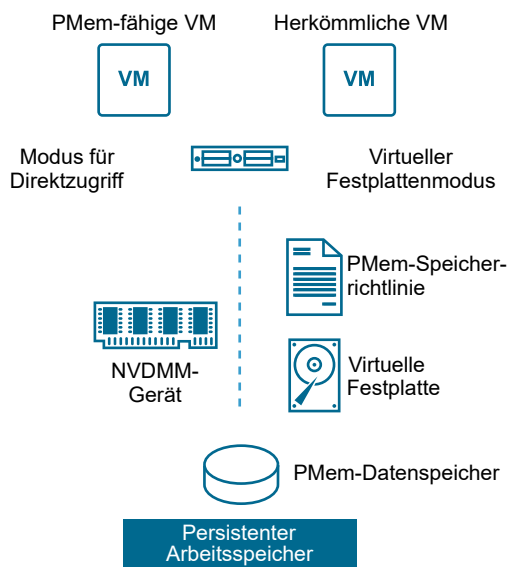 PMem-fähige VM
Herkömmliche VM
VM
VM
Modus für
Direktzugriff
Virtueller
Festplattenmodus
PMem-Speicher-
richtlinie
NVDMM-
Gerät
Virtuelle
Festplatte
PMem-Datenspeicher
Persistenter
Arbeitsspeicher